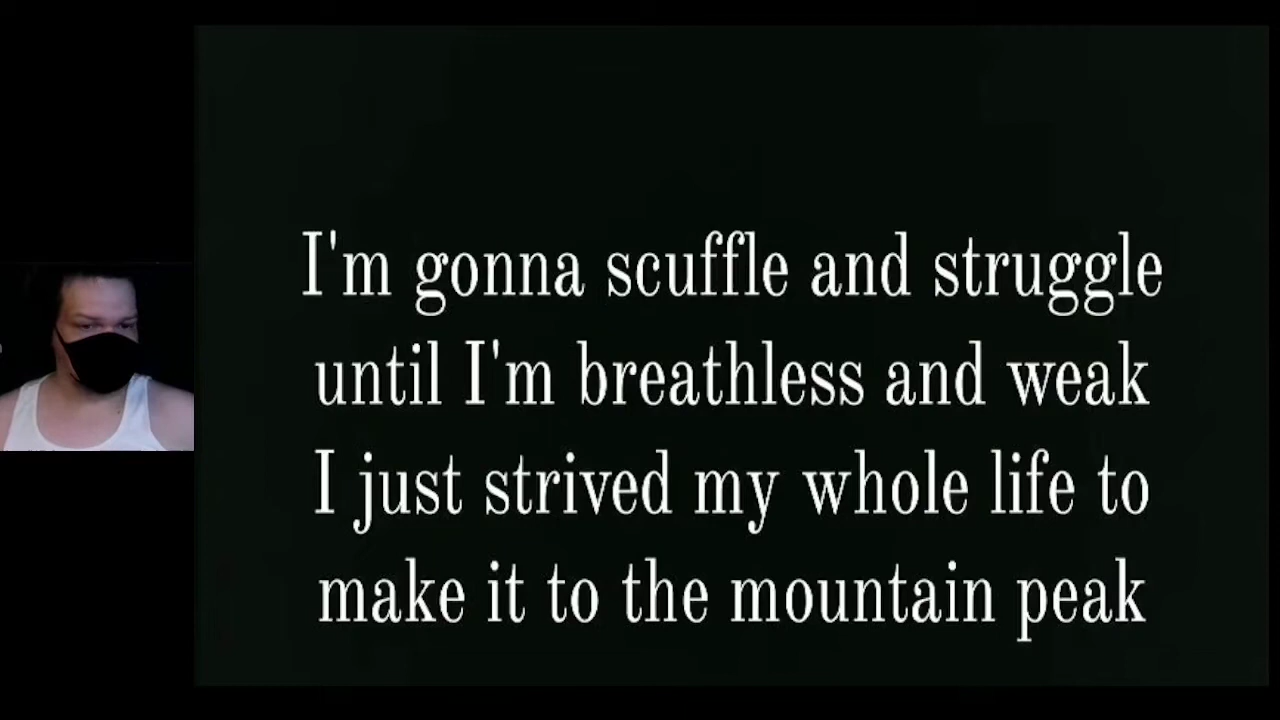 I'm gonna scuffle and struggle
until I'm breathless and weak
I just strived my whole life to
make it to the mountain peak